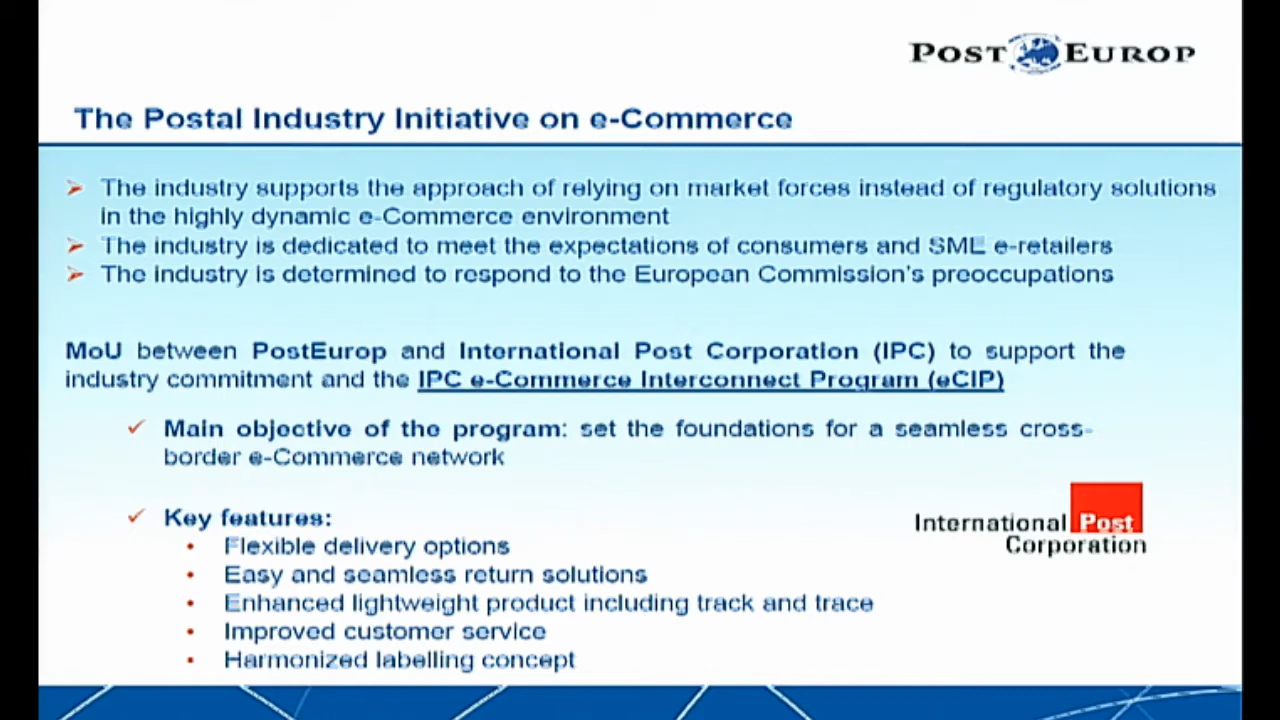 POST EUROP
The Postal Industry Initiative on e-Commerce
➢ The industry supports the approach of relying on market forces instead of regulatory solutions
in the highly dynamic e-Commerce environment
➢ The industry is dedicated to meet the expectations of consumers and SME e-retailers
➢ The industry is determined to respond to the European Commission's preoccupations
MoU between PostEurop and International Post Corporation (IPC) to support the
industry commitment and the IPC e-Commerce Interconnect Program (eCIP)
✓ Main objective of the program: set the foundations for a seamless cross-
border e-Commerce network
✓ Key features:
• Flexible delivery options
• Easy and seamless return solutions
• Enhanced lightweight product including track and trace
• Improved customer service
• Harmonized labelling concept
International Post
Corporation